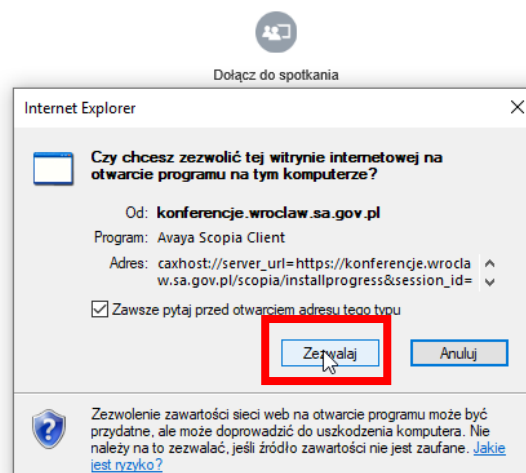 Dołącz do spotkania
Internet Explorer
Czy chcesz zezwolić tej witrynie internetowej na
otwarcie programu na tym komputerze?
Od: konferencje.wroclaw.sa.gov.pl
Program: Avaya Scopia Client
Adres: caxhost://server_url=https://konferencje.wrocla
w.sa.gov.pl/scopia/installprogress&session_id=
Zawsze pytaj przed otwarciem adresu tego typu
Zezwalaj Anuluj
Zezwolenie zawartości sieci web na otwarcie programu może być
przydatne, ale może doprowadzić do uszkodzenia komputera. Nie
należy na to zezwalać, jeśli źródło zawartości nie jest zaufane. Jakie
jest ryzyko?